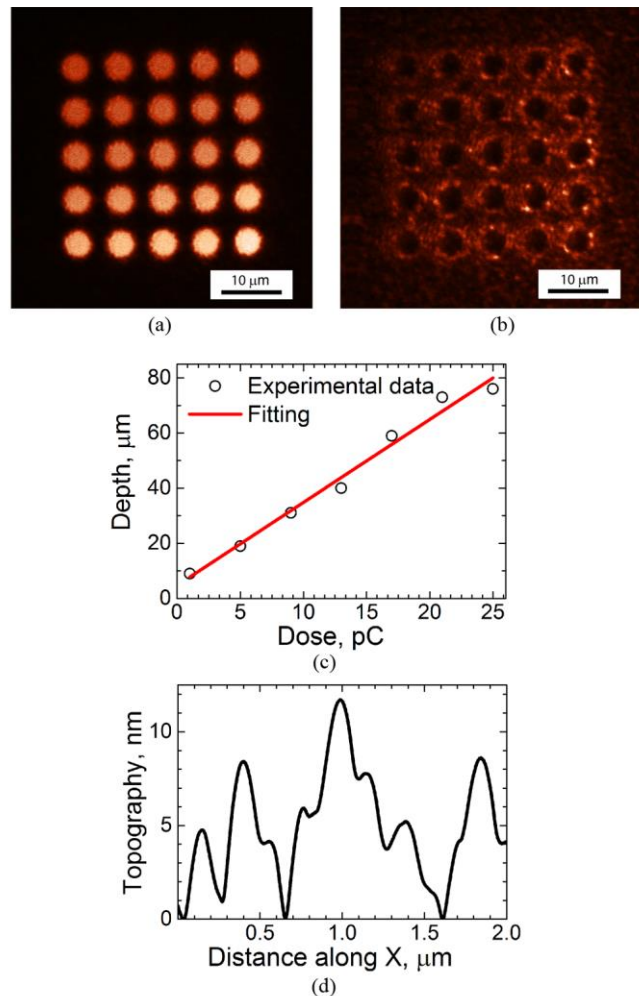 10 μm
10 μm
(a)
(b)
80
60
40
20
0
Depth, μm
Experimental data
Fitting
0 5 10 15 20 25
Dose, pC
(c)
10
5
0
Topography, nm
0.5 1.0 1.5 2.0
Distance along X, μm
(d)